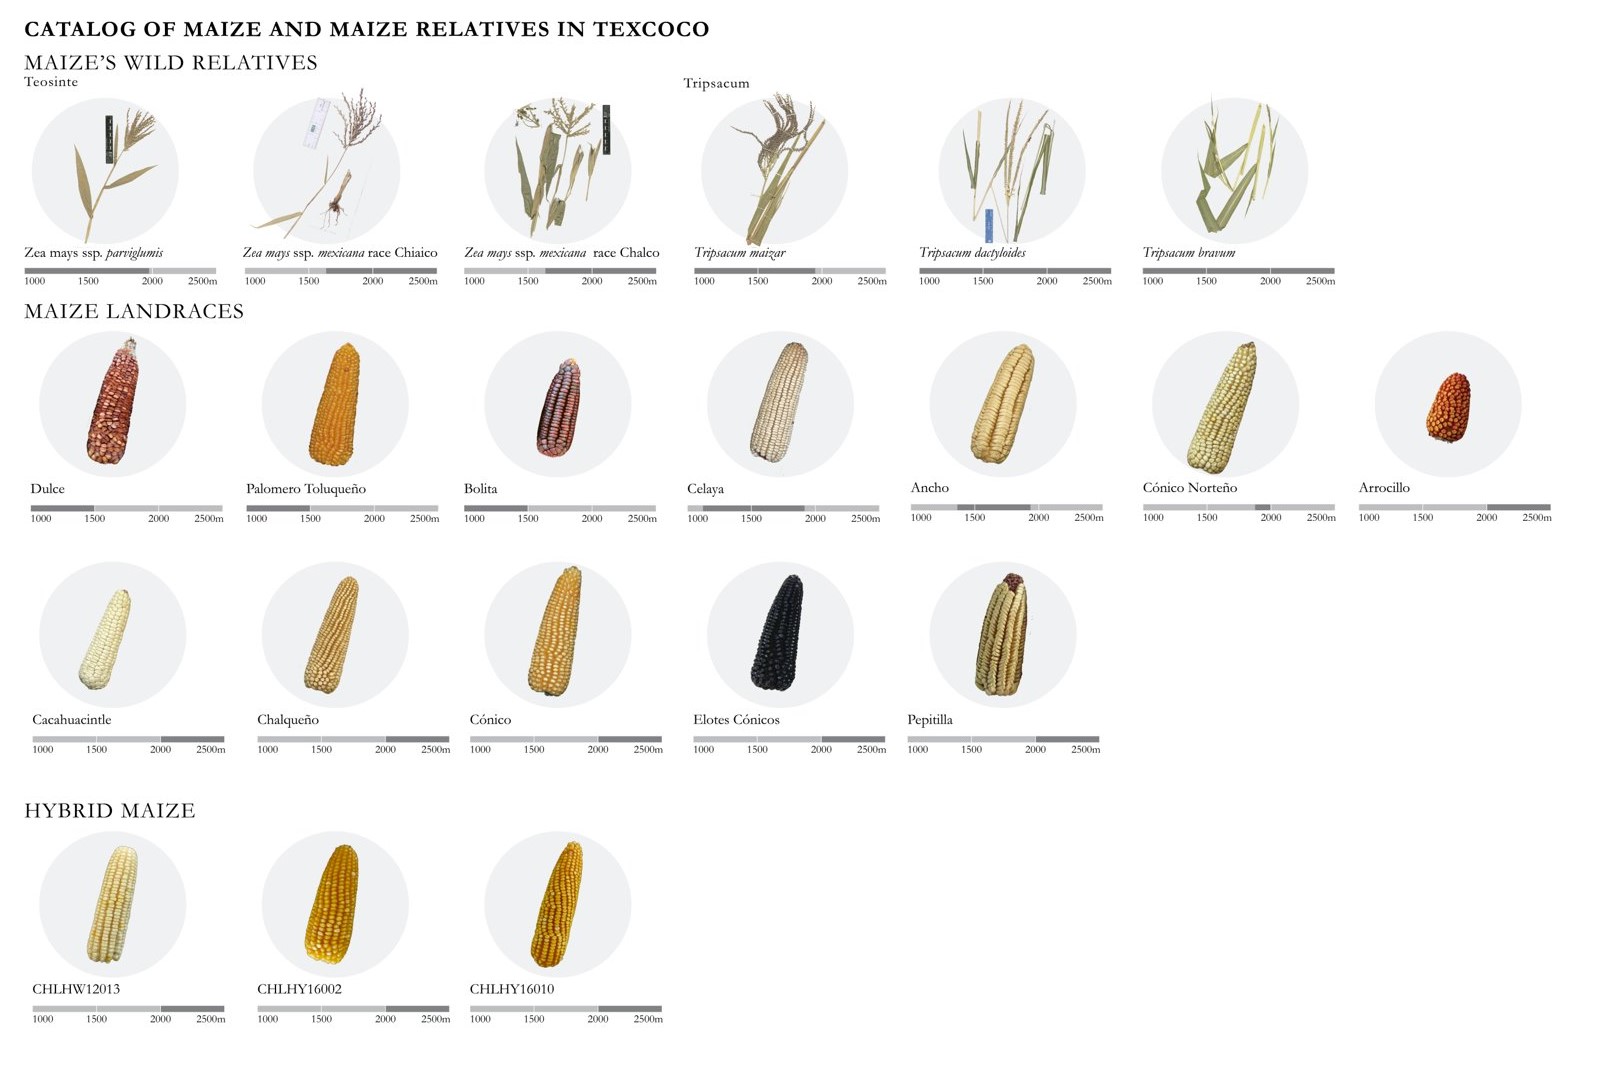 CATALOG OF MAIZE AND MAIZE RELATIVES IN TEXCOCO
MAIZE'S WILD RELATIVES
Teosinte
Tripsacum
Zea mays ssp. parviglumis
Zea mays ssp. mexicana race Chiaico
Zea mays ssp. mexicana race Chalco
Tripsacum maizar
Tripsacum dactyloides
Tripsacum bravum
1000 1500 2000 2500m
1000 1500 2000 2500m
1000 1500 2000 2500m
1000 1500 2000 2500m
1000 1500 2000 2500m
1000 1500 2000 2500m
MAIZE LANDRACES
Dulce
Palomero Toluqueño
Bolita
Celaya
Ancho
Cónico Norteño
Arrocillo
1000 1500 2000 2500m
1000 1500 2000 2500m
1000 1500 2000 2500m
1000 1500 2000 2500m
1000 1500 2000 2500m
1000 1500 2000 2500m
1000 1500 2000 2500m
Cacahuacintle
Chalqueño
Cónico
Elotes Cónicos
Pepitilla
1000 1500 2000 2500m
1000 1500 2000 2500m
1000 1500 2000 2500m
1000 1500 2000 2500m
1000 1500 2000 2500m
HYBRID MAIZE
CHLHW12013
CHLHY16002
CHLHY16010
1000 1500 2000 2500m
1000 1500 2000 2500m
1000 1500 2000 2500m